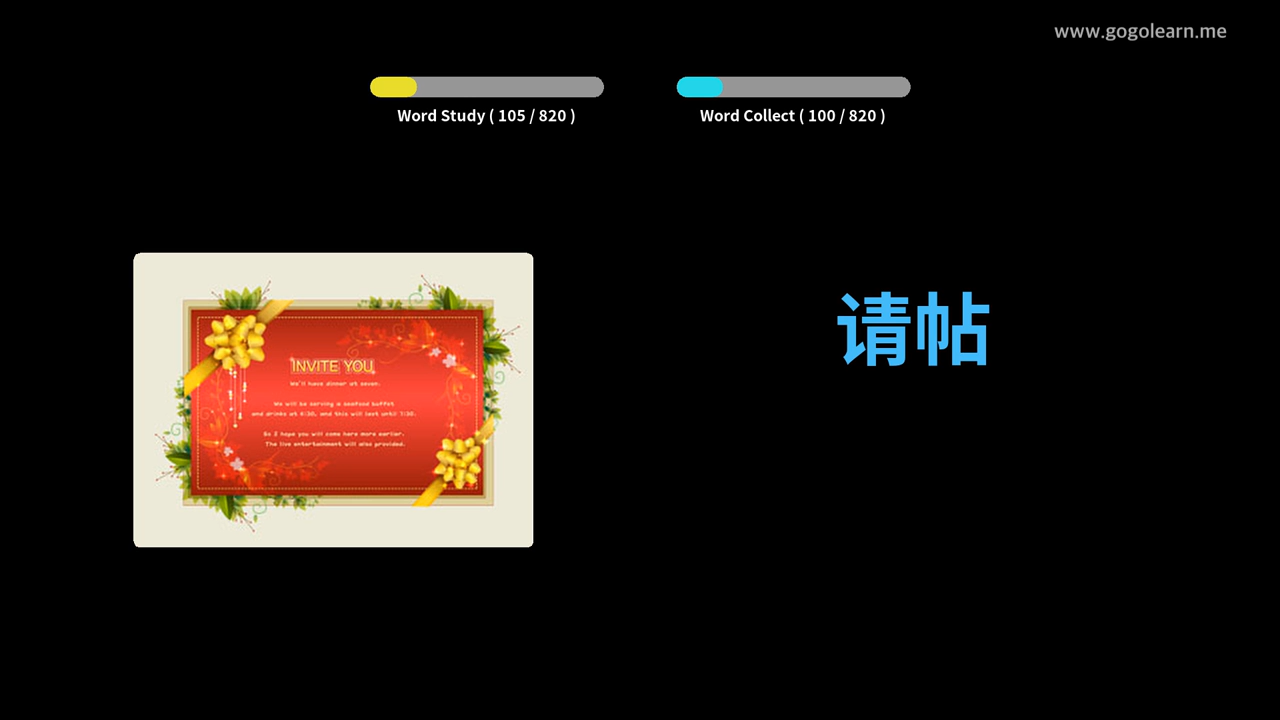 www.gogolearn.me
Word Study ( 105 / 820 )
Word Collect ( 100 / 820 )
请帖
INVITE YOU
We'll have dinner at seven.
We will be serving a seafood buffet
and drinks at 6:30, and this will last until 7:30.
So I hope you will come here more earlier.
The live entertainment will also provided.